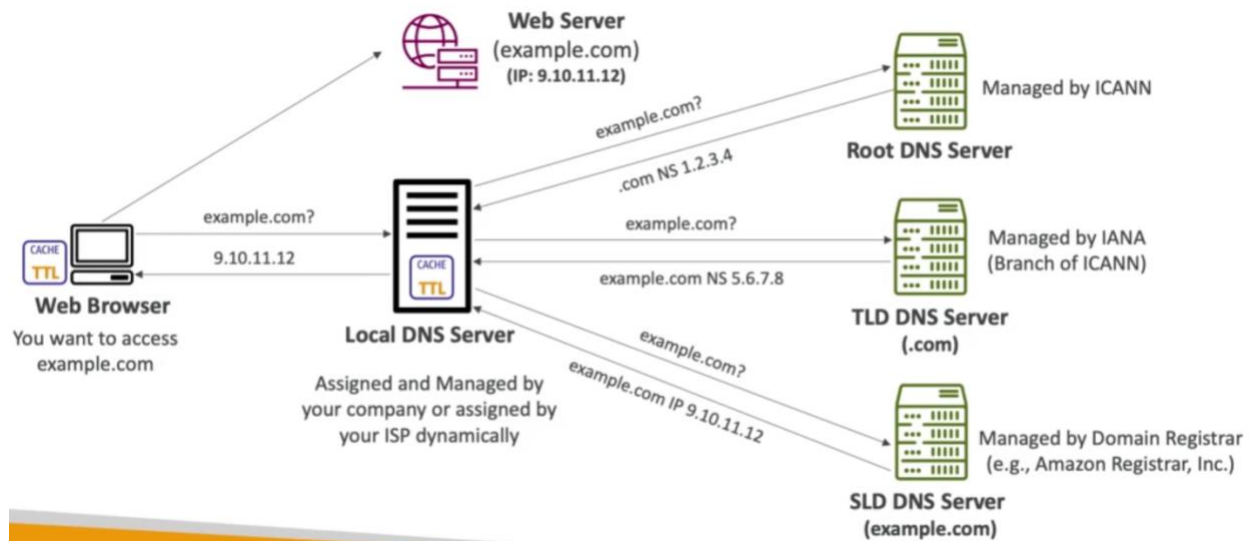 Web Server
(example.com)
(IP: 9.10.11.12)
example.com?
.com NS 1.2.3.4
Managed by ICANN
Root DNS Server
example.com?
9.10.11.12
CACHE
TTL
Web Browser
You want to access
example.com
CACHE
TTL
Local DNS Server
Assigned and Managed by
your company or assigned by
your ISP dynamically
example.com?
example.com NS 5.6.7.8
Managed by IANA
(Branch of ICANN)
TLD DNS Server
(.com)
example.com?
example.com IP 9.10.11.12
Managed by Domain Registrar
(e.g., Amazon Registrar, Inc.)
SLD DNS Server
(example.com)